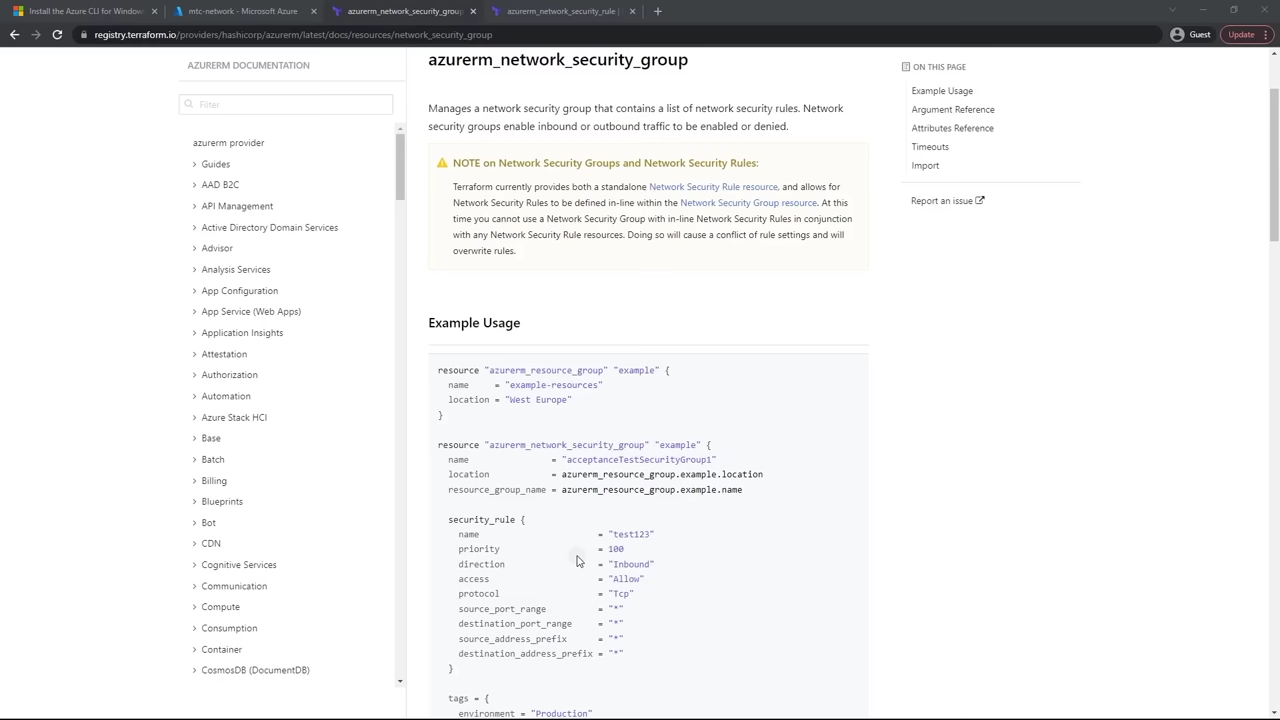 Install the Azure CLI for Windows
mtc-network - Microsoft Azure
azurerm_network_security_group
azurerm_network_security_rule |
registry.terraform.io/providers/hashicorp/azurerm/latest/docs/resources/network_security_group
Guest
Update
AZURERM DOCUMENTATION
Filter
azurerm provider
Guides
AAD B2C
API Management
Active Directory Domain Services
Advisor
Analysis Services
App Configuration
App Service (Web Apps)
Application Insights
Attestation
Authorization
Automation
Azure Stack HCI
Base
Batch
Billing
Blueprints
Bot
CDN
Cognitive Services
Communication
Compute
Consumption
Container
CosmosDB (DocumentDB)
azurerm_network_security_group
Manages a network security group that contains a list of network security rules. Network
security groups enable inbound or outbound traffic to be enabled or denied.
NOTE on Network Security Groups and Network Security Rules:
Terraform currently provides both a standalone Network Security Rule resource, and allows for
Network Security Rules to be defined in-line within the Network Security Group resource. At this
time you cannot use a Network Security Group with in-line Network Security Rules in conjunction
with any Network Security Rule resources. Doing so will cause a conflict of rule settings and will
overwrite rules.
Example Usage
resource "azurerm_resource_group" "example" {
name = "example-resources"
location = "West Europe"
}
resource "azurerm_network_security_group" "example" {
name = "acceptanceTestSecurityGroup1"
location = azurerm_resource_group.example.location
resource_group_name = azurerm_resource_group.example.name
security_rule {
name = "test123"
priority = 100
direction = "Inbound"
access = "Allow"
protocol = "Tcp"
source_port_range = "*"
destination_port_range = "*"
source_address_prefix = "*"
destination_address_prefix = "*"
}
tags = {
environment = "Production"
ON THIS PAGE
Example Usage
Argument Reference
Attributes Reference
Timeouts
Import
Report an issue